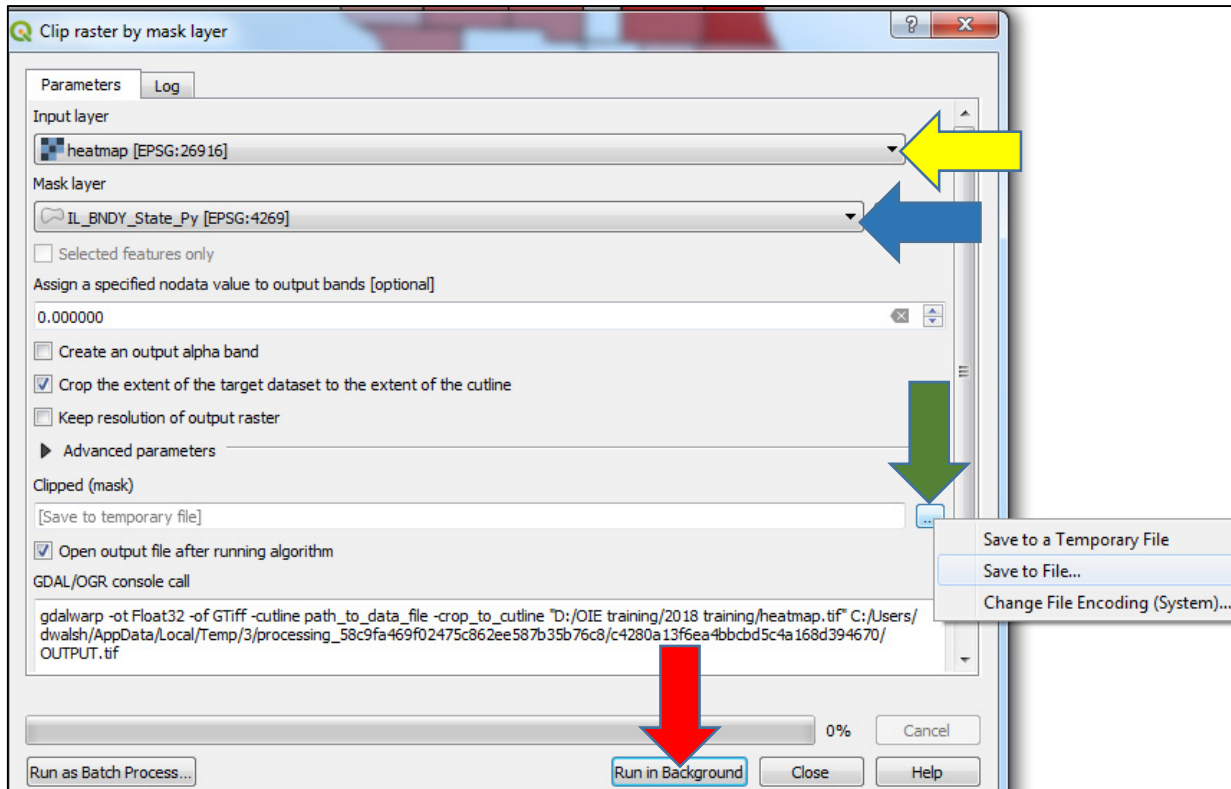 Clip raster by mask layer
Parameters
Log
Input layer
heatmap [EPSG:26916]
Mask layer
IL_BNDY_State_Py [EPSG:4269]
Selected features only
Assign a specified nodata value to output bands [optional]
0.000000
Create an output alpha band
Crop the extent of the target dataset to the extent of the cutline
Keep resolution of output raster
Advanced parameters
Clipped (mask)
[Save to temporary file]
...
Save to a Temporary File
Save to File...
Change File Encoding (System)...
Open output file after running algorithm
GDAL/OGR console call
gdalwarp -ot Float32 -of GTiff -cutline path_to_data_file -crop_to_cutline "D:/OIE training/2018 training/heatmap.tif" C:/Users/
dwalsh/AppData/Local/Temp/3/processing_58c9fa469f02475c862ee587b35b76c8/c4280a13f6ea4bbcbd5c4a168d394670/
OUTPUT.tif
0%
Cancel
Run as Batch Process...
Run in Background
Close
Help